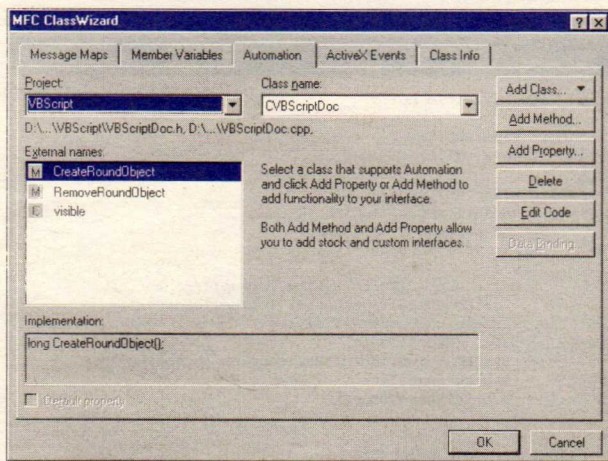 MFC ClassWizard
Message Maps
Member Variables
Automation
ActiveX Events
Class Info
Project:
VBScript
Class name:
CVBScriptDoc
Add Class...
D:\...\VBScript\VBScriptDoc.h, D:\...\VBScriptDoc.cpp,
Add Method...
Add Property...
Delete
Edit Code
Data Binding...
External names:
M CreateRoundObject
M RemoveRoundObject
C visible
Select a class that supports Automation
and click Add Property or Add Method to
add functionality to your interface.
Both Add Method and Add Property allow
you to add stock and custom interfaces.
Implementation:
long CreateRoundObject();
Default property
OK
Cancel